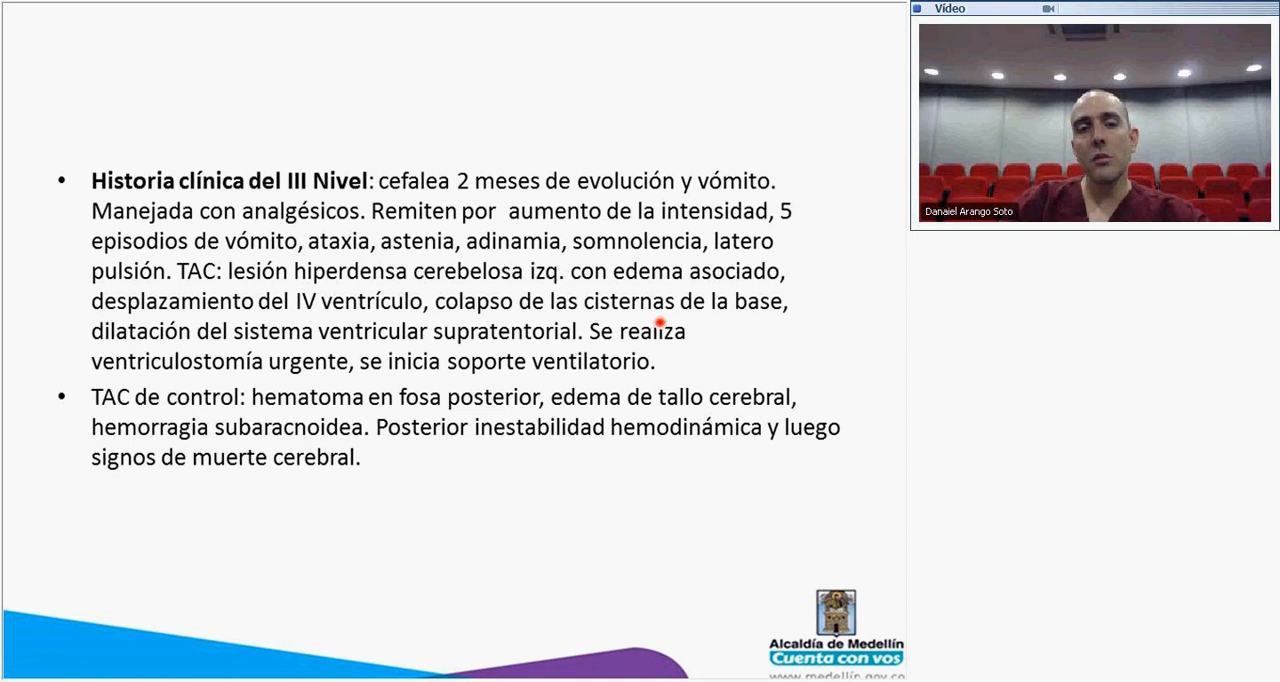 Vídeo
Danaiel Arango Soto
• Historia clínica del III Nivel: cefalea 2 meses de evolución y vómito.
Manejada con analgésicos. Remiten por aumento de la intensidad, 5
episodios de vómito, ataxia, astenia, adinamia, somnolencia, latero
pulsión. TAC: lesión hiperdensa cerebelosa izq. con edema asociado,
desplazamiento del IV ventrículo, colapso de las cisternas de la base,
dilatación del sistema ventricular supratentorial. Se realiza
ventriculostomía urgente, se inicia soporte ventilatorio.
• TAC de control: hematoma en fosa posterior, edema de tallo cerebral,
hemorragia subaracnoidea. Posterior inestabilidad hemodinámica y luego
signos de muerte cerebral.
Alcaldía de Medellín
Cuenta con vos
www.medellin.gov.co